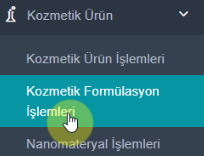 Kozmetik Ürün
Kozmetik Ürün İşlemleri
Kozmetik Formülasyon
İşlemleri
Nanomateryal İşlemleri